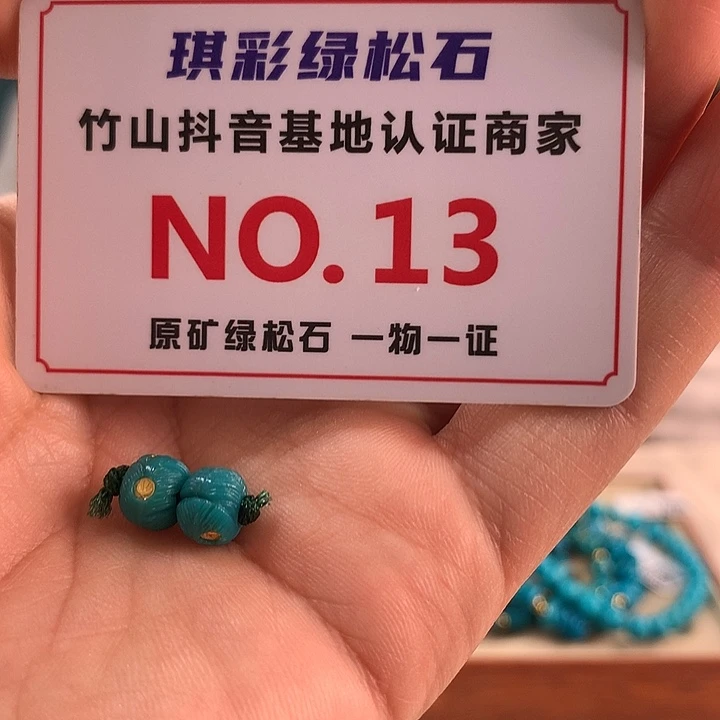 琪彩绿松石
竹山抖音基地认证商家
NO.13
原矿绿松石 一物一证